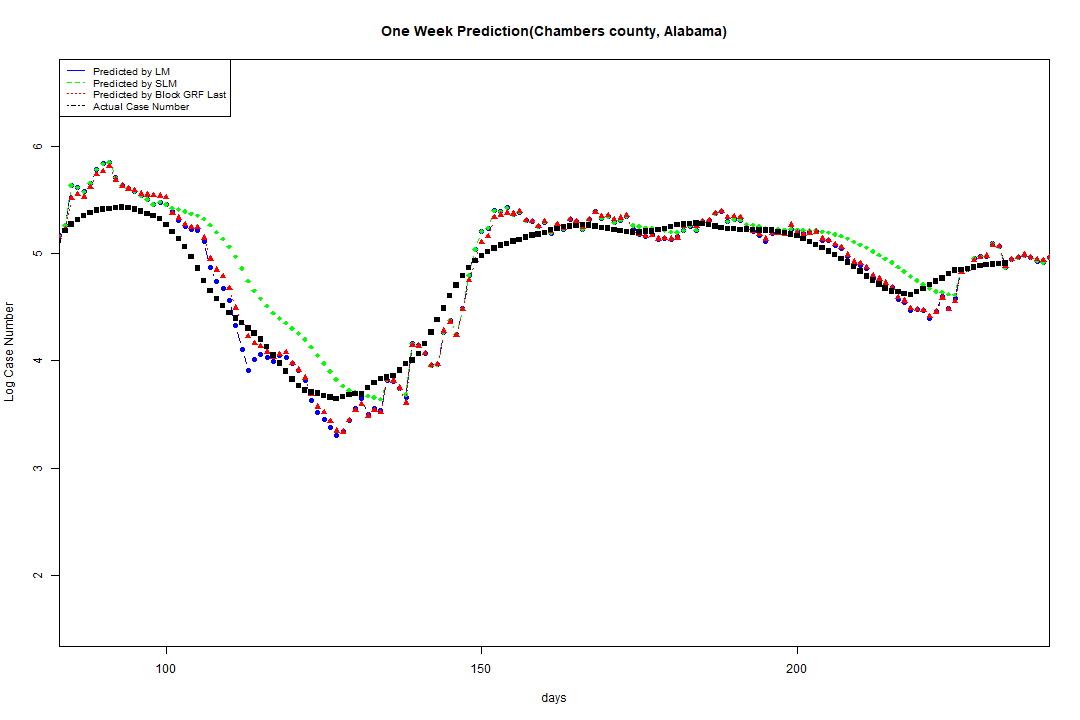 One Week Prediction(Chambers county, Alabama)
Predicted by LM
Predicted by SLM
Predicted by Block GRF Last
Actual Case Number
6
5
4
3
2
Log Case Number
100 150 200
days